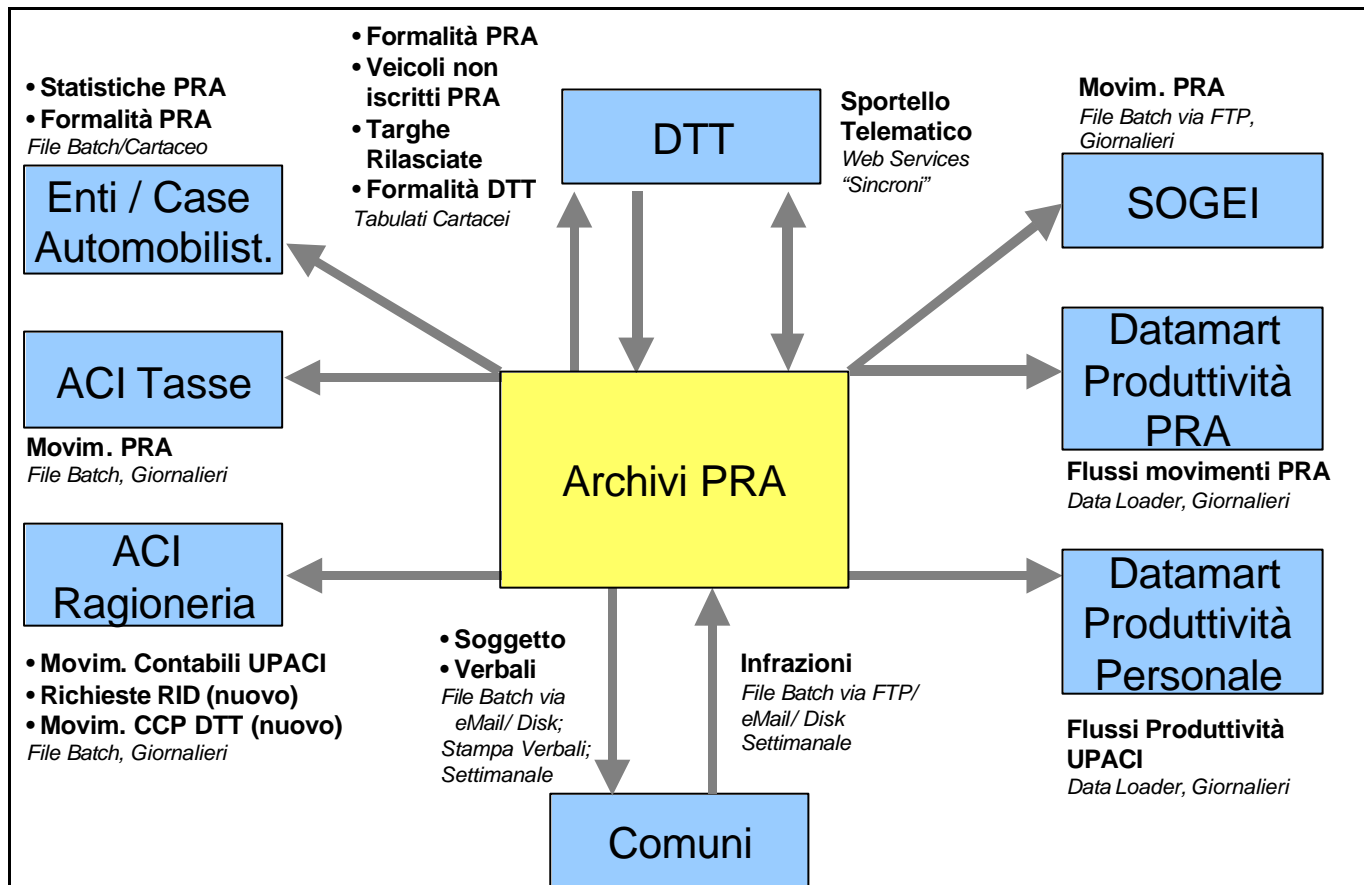 • Statistiche PRA
• Formalità PRA
File Batch/Cartaceo
Enti / Case
Automobilist.
• Formalità PRA
• Veicoli non
iscritti PRA
• Targhe
Rilasciate
• Formalità DTT
Tabulati Cartacei
DTT
Sportello
Telematico
Web Services
“Sincroni”
Movim. PRA
File Batch via FTP,
Giornalieri
SOGEI
ACI Tasse
Movim. PRA
File Batch, Giornalieri
Archivi PRA
Datamart
Produttività
PRA
Flussi movimenti PRA
Data Loader, Giornalieri
ACI
Ragioneria
• Movim. Contabili UPACI
• Richieste RID (nuovo)
• Movim. CCP DTT (nuovo)
File Batch, Giornalieri
• Soggetto
• Verbali
File Batch via
eMail/ Disk;
Stampa Verbali;
Settimanale
Infrazioni
File Batch via FTP/
eMail/ Disk
Settimanale
Datamart
Produttività
Personale
Flussi Produttività
UPACI
Data Loader, Giornalieri
Comuni